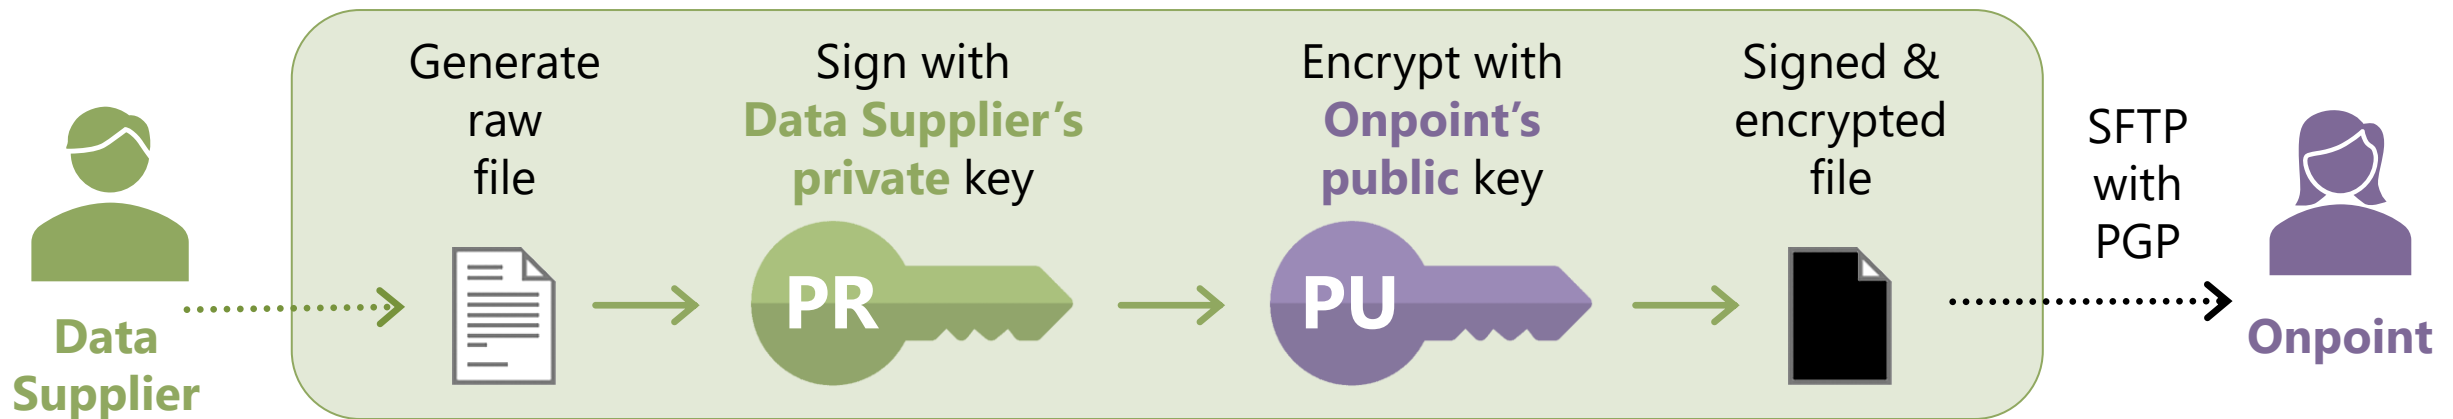 Data
Supplier
Generate
raw
file
Sign with
Data Supplier’s
private key
PR
Encrypt with
Onpoint’s
public key
PU
Signed &
encrypted
file
SFTP
with
PGP
Onpoint